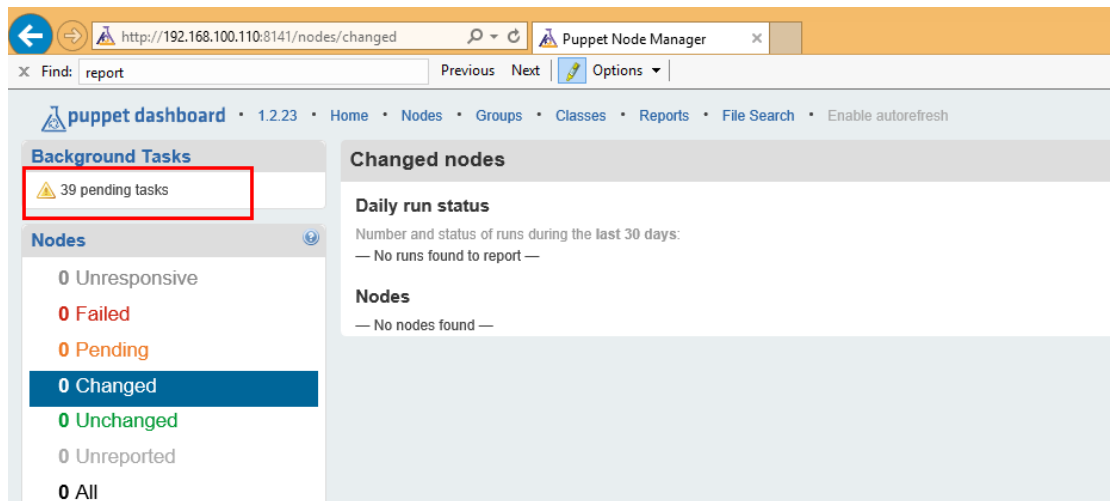 http://192.168.100.110:8141/nodes/changed
Puppet Node Manager
Find: report Previous Next Options
puppet dashboard · 1.2.23 · Home · Nodes · Groups · Classes · Reports · File Search · Enable autorefresh
Background Tasks
39 pending tasks
Nodes
0 Unresponsive
0 Failed
0 Pending
0 Changed
0 Unchanged
0 Unreported
0 All
Changed nodes
Daily run status
Number and status of runs during the last 30 days:
— No runs found to report —
Nodes
— No nodes found —